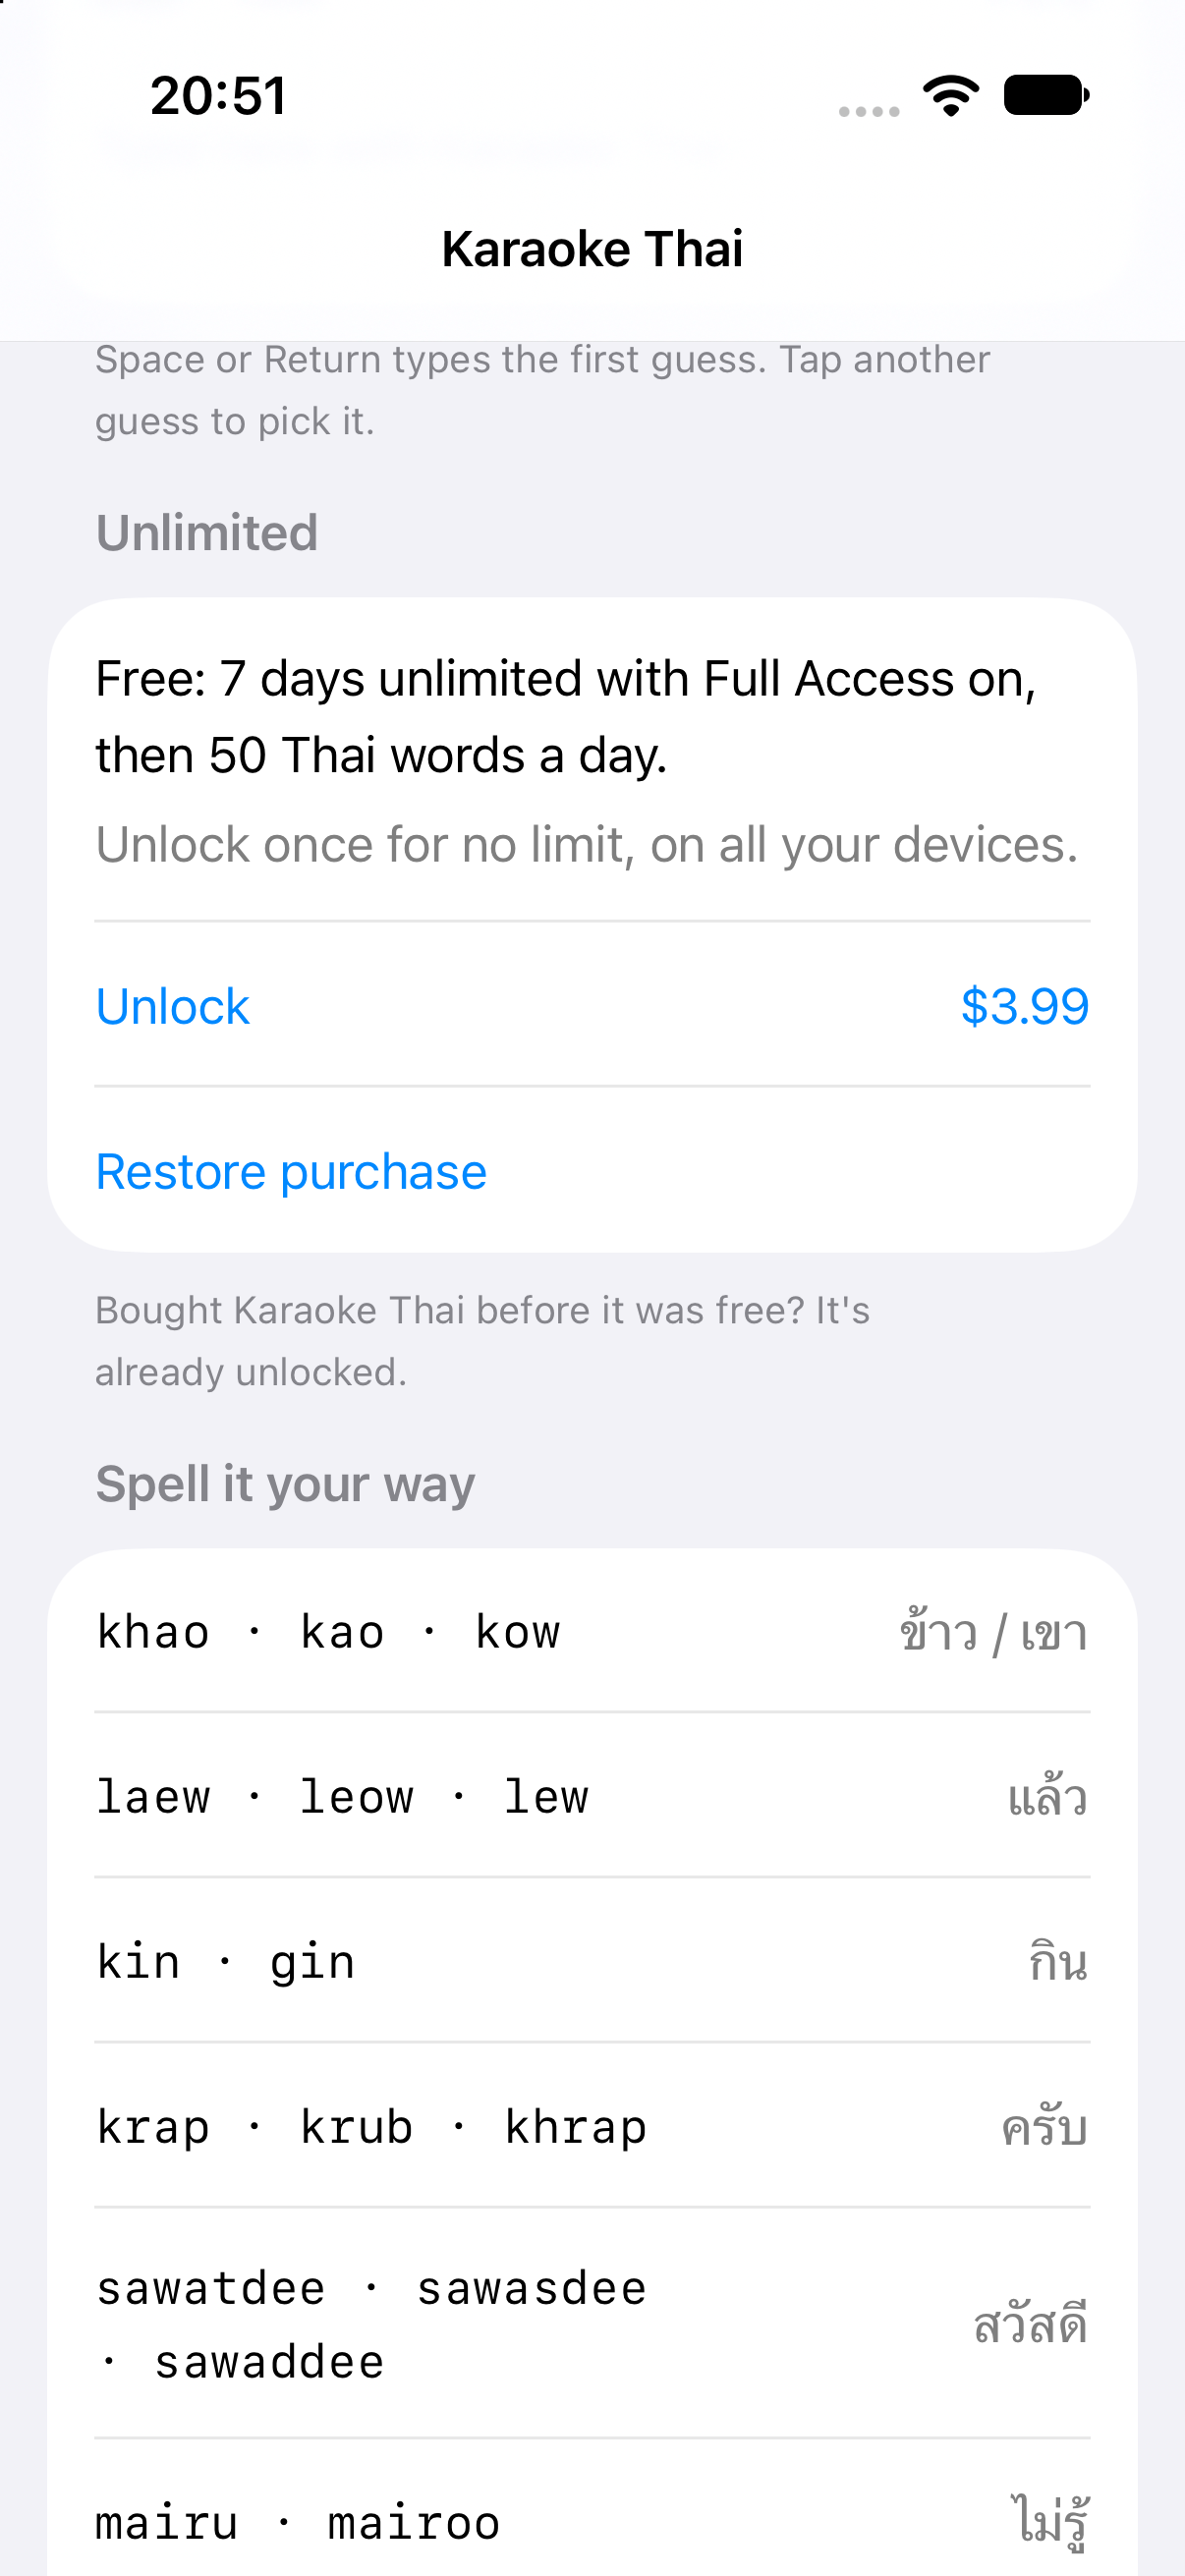 20:51
Karaoke Thai
Space or Return types the first guess. Tap another
guess to pick it.
Unlimited
Free: 7 days unlimited with Full Access on,
then 50 Thai words a day.
Unlock once for no limit, on all your devices.
Unlock $3.99
Restore purchase
Bought Karaoke Thai before it was free? It's
already unlocked.
Spell it your way
khao · kao · kow ข้าว / เขา
laew · leow · lew แล้ว
kin · gin กิน
krap · krub · khrap ครับ
sawatdee · sawasdee
· sawaddee สวัสดี
mairu · mairoo ไม่รู้